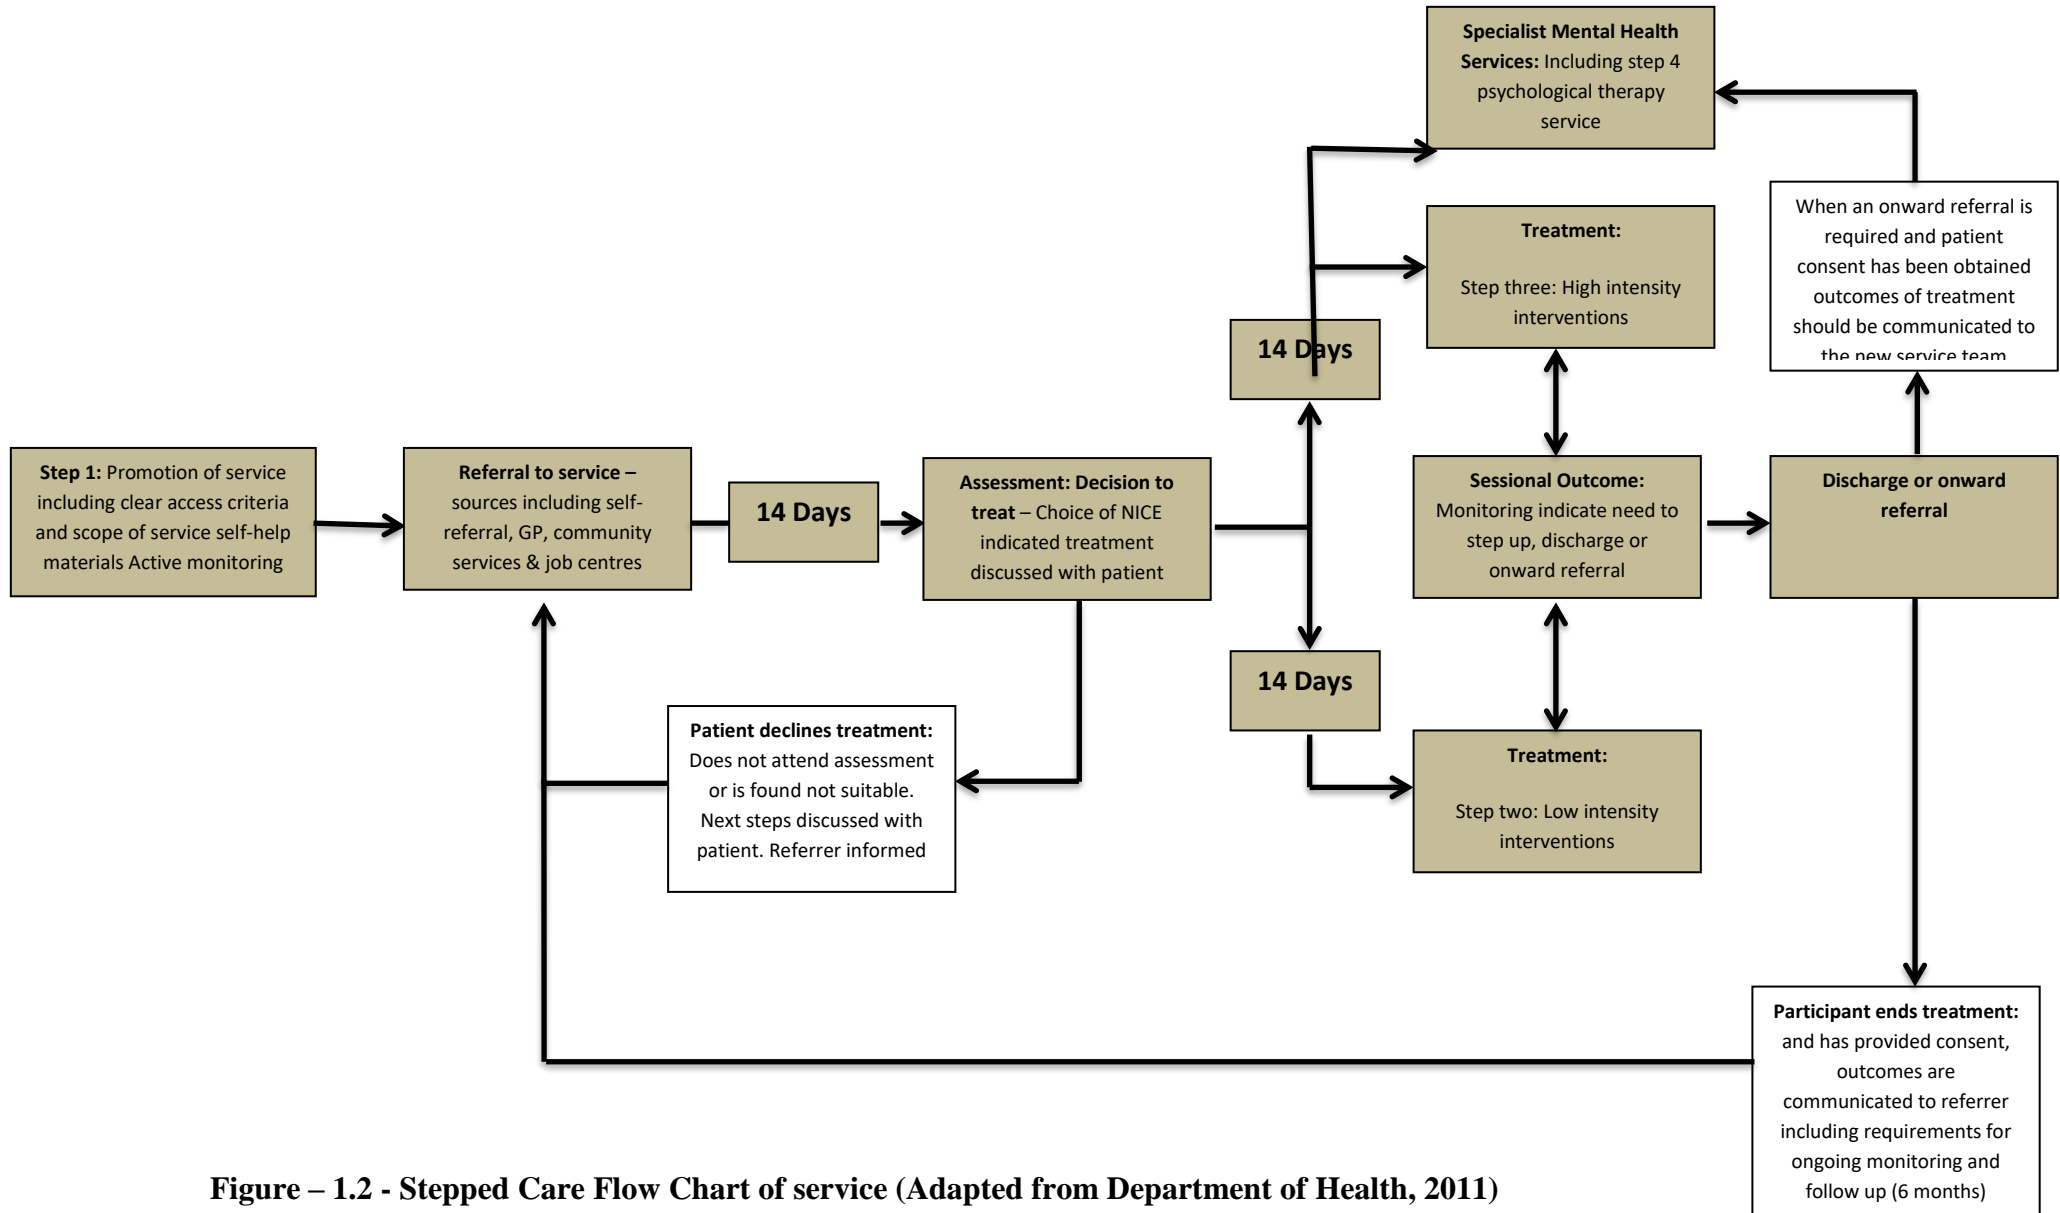 Specialist Mental Health
Services: Including step 4
psychological therapy
service
When an onward referral is
required and patient
consent has been obtained
outcomes of treatment
should be communicated to
the new service team
Treatment:
Step three: High intensity
interventions
14 Days
Step 1: Promotion of service
including clear access criteria
and scope of service self-help
materials Active monitoring
Referral to service –
sources including self-
referral, GP, community
services & job centres
14 Days
Assessment: Decision to
treat – Choice of NICE
indicated treatment
discussed with patient
Sessional Outcome:
Monitoring indicate need to
step up, discharge or
onward referral
Discharge or onward
referral
14 Days
Patient declines treatment:
Does not attend assessment
or is found not suitable.
Next steps discussed with
patient. Referrer informed
Treatment:
Step two: Low intensity
interventions
Participant ends treatment:
and has provided consent,
outcomes are
communicated to referrer
including requirements for
ongoing monitoring and
follow up (6 months)
Figure – 1.2 - Stepped Care Flow Chart of service (Adapted from Department of Health, 2011)